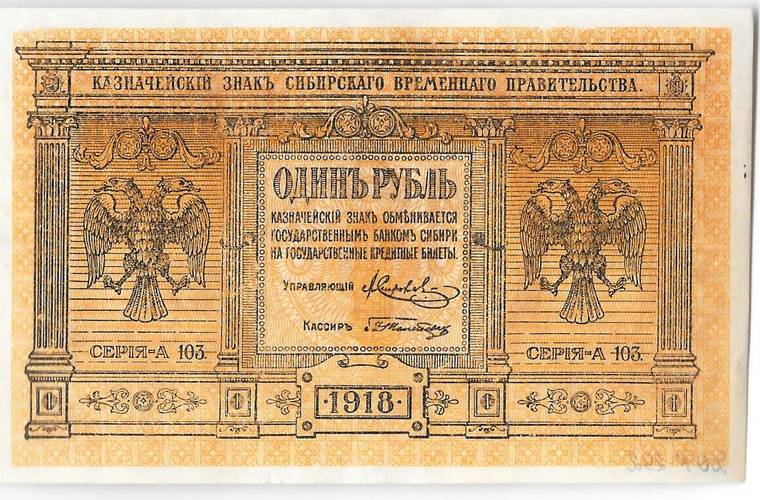 КАЗНАЧЕЙСКІЙ ЗНАКЪ СИБИРСКАГО ВРЕМЕННАГО ПРАВИТЕЛЬСТВА.
ОДИНЪ РУБЛЬ
КАЗНАЧЕЙСКІЙ ЗНАКЪ ОБМѢНИВАЕТСЯ
ГОСУДАРСТВЕННЫМЪ БАНКОМЪ СИБИРИ
НА ГОСУДАРСТВЕННЫЕ КРЕДИТНЫЕ БИЛЕТЫ.
УПРАВЛЯЮЩІЙ
КАССИРЪ
СЕРІЯ-А 103.
СЕРІЯ-А 103.
1
·1918·
1
1
1